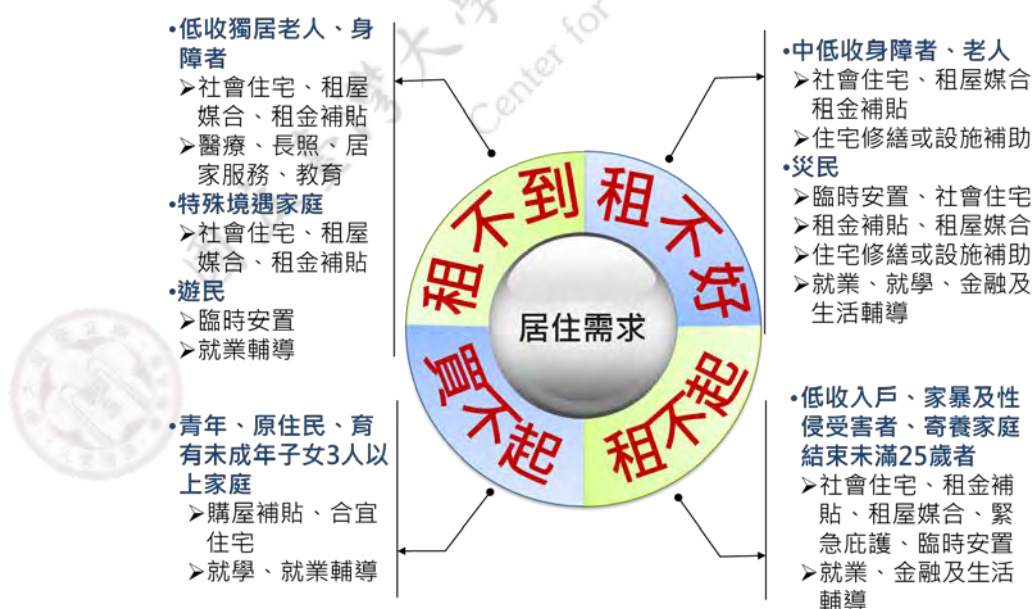 •低收獨居老人、身
障者
➢社會住宅、租屋
媒合、租金補貼
➢醫療、長照、居
家服務、教育
•特殊境遇家庭
➢社會住宅、租屋
媒合、租金補貼
•遊民
➢臨時安置
➢就業輔導
•中低收身障者、老人
➢社會住宅、租屋媒合
租金補貼
➢住宅修繕或設施補助
•災民
➢臨時安置、社會住宅
➢租金補貼、租屋媒合
➢住宅修繕或設施補助
➢就業、就學、金融及
生活輔導
租不到
租不好
居住需求
買不起
租不起
•青年、原住民、育
有未成年子女3人以
上家庭
➢購屋補貼、合宜
住宅
➢就學、就業輔導
•低收入戶、家暴及性
侵受害者、寄養家庭
結束未滿25歲者
➢社會住宅、租金補
貼、租屋媒合、緊
急庇護、臨時安置
➢就業、金融及生活
輔導
Center for